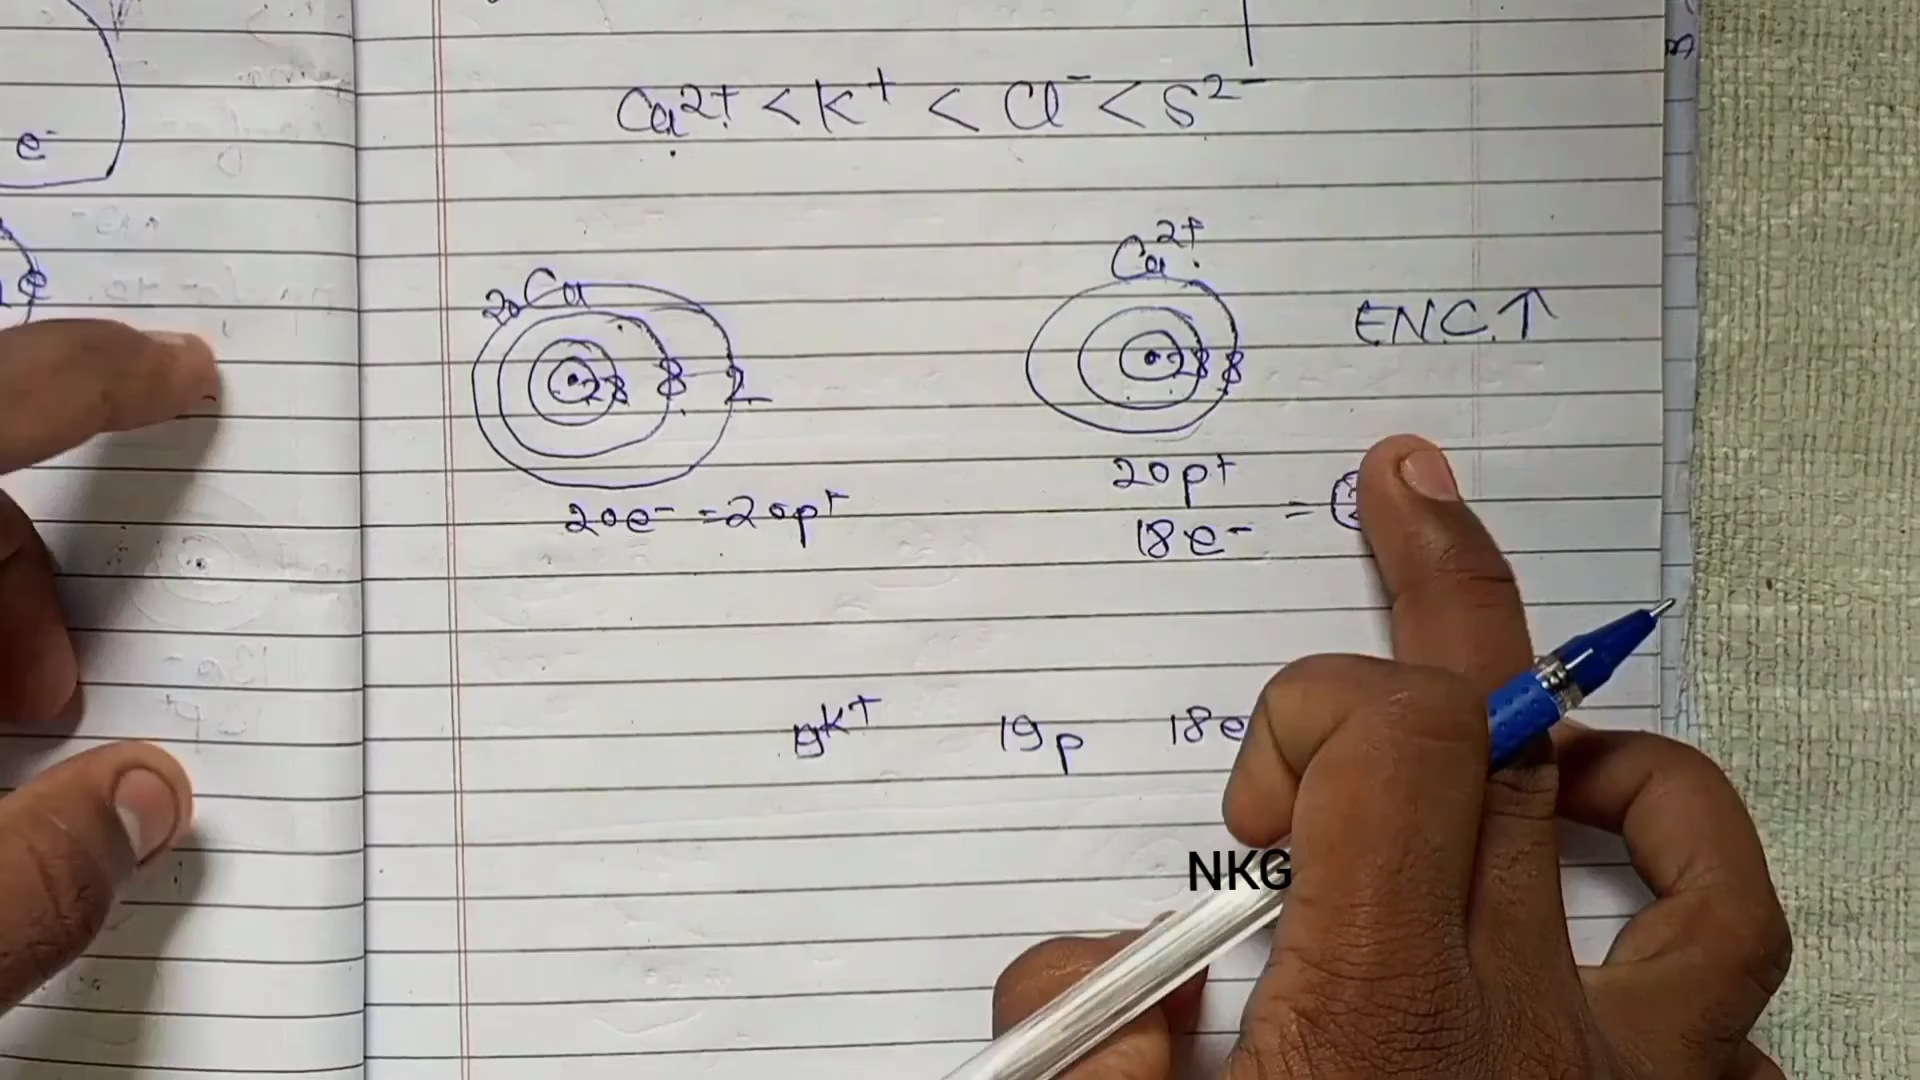 Ca²⁺ < K⁺ < Cl⁻ < S²⁻
e⁻
e
₂₀Ca
2 8 8 2
20e⁻ = 20p⁺
Ca²⁺
2 8 8
ENC.↑
20p⁺
18e⁻ =
₁₉K⁺ 19p 18e
NKG